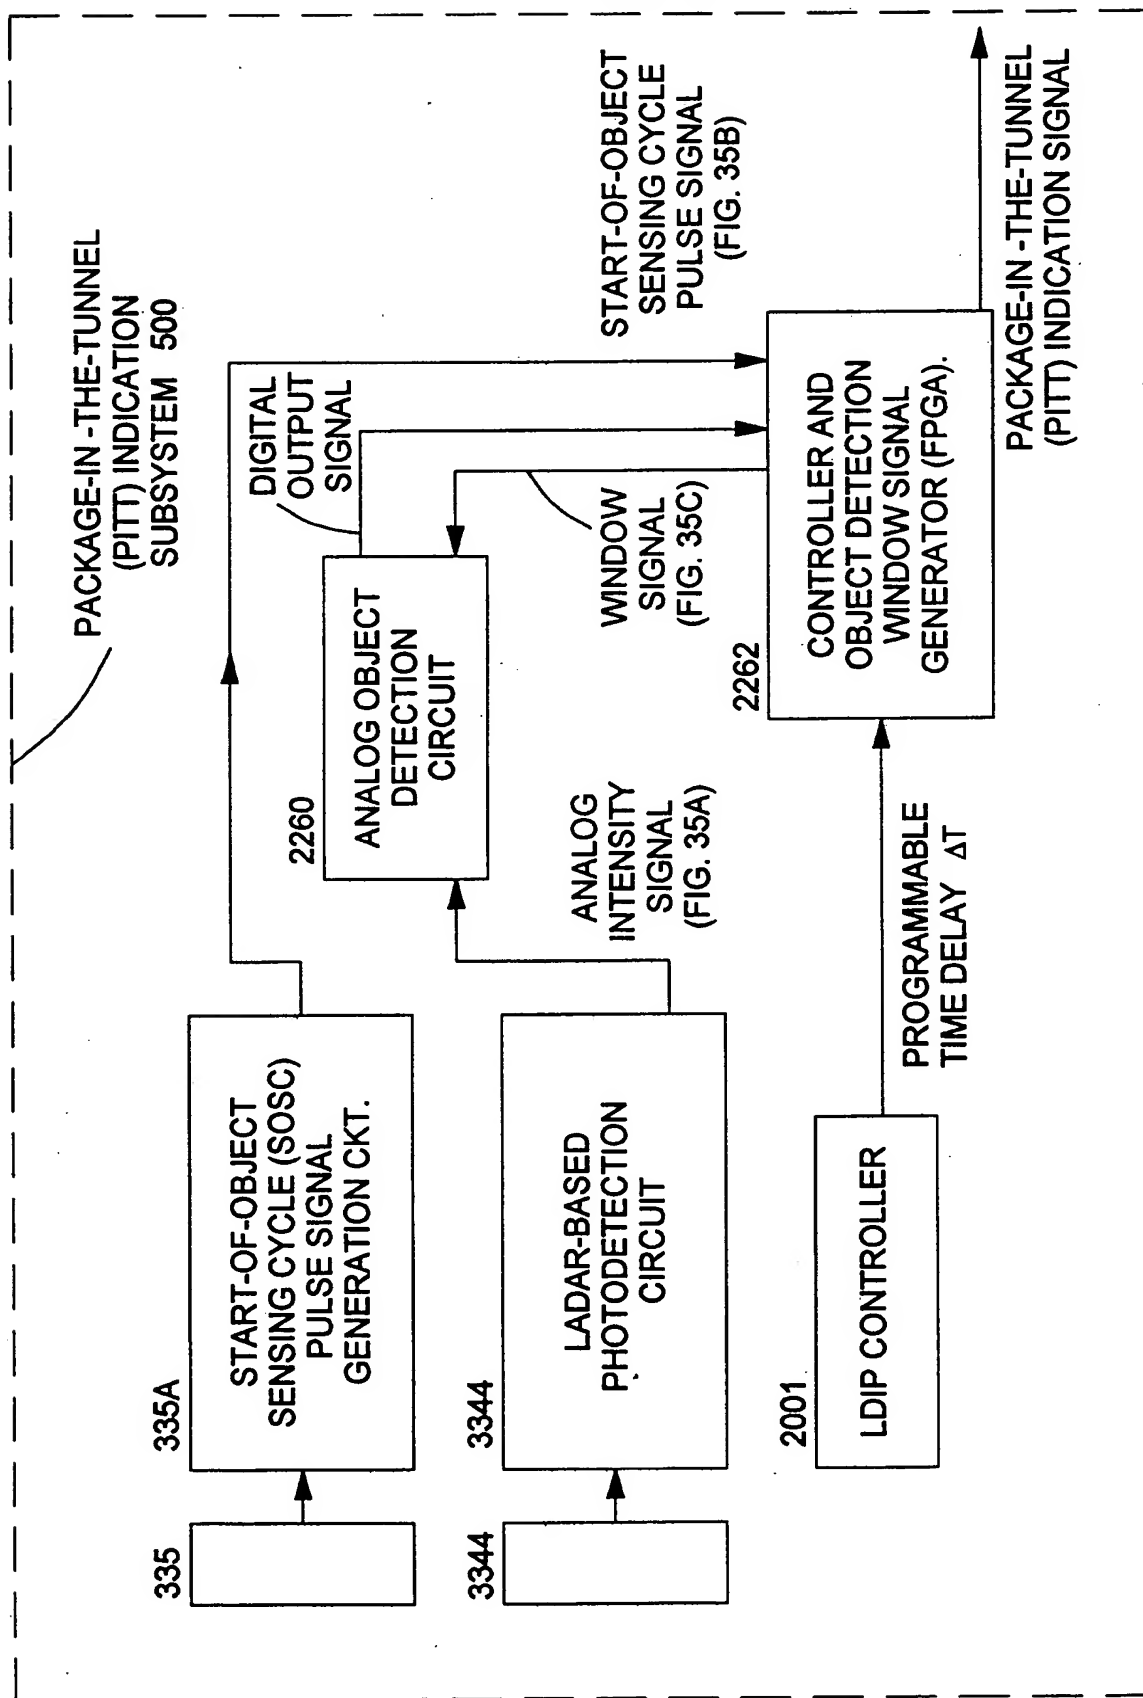 PACKAGE-IN -THE-TUNNEL
(PITT) INDICATION
SUBSYSTEM 500
335
335A
START-OF-OBJECT
SENSING CYCLE (SOSC)
PULSE SIGNAL
GENERATION CKT.
3344
3344
LADAR-BASED
PHOTODETECTION
CIRCUIT
2001
LDIP CONTROLLER
2260
ANALOG OBJECT
DETECTION
CIRCUIT
DIGITAL
OUTPUT
SIGNAL
ANALOG
INTENSITY
SIGNAL
(FIG. 35A)
WINDOW
SIGNAL
(FIG. 35C)
START-OF-OBJECT
SENSING CYCLE
PULSE SIGNAL
(FIG. 35B)
PROGRAMMABLE
TIME DELAY ΔT
2262
CONTROLLER AND
OBJECT DETECTION
WINDOW SIGNAL
GENERATOR (FPGA).
PACKAGE-IN -THE-TUNNEL
(PITT) INDICATION SIGNAL